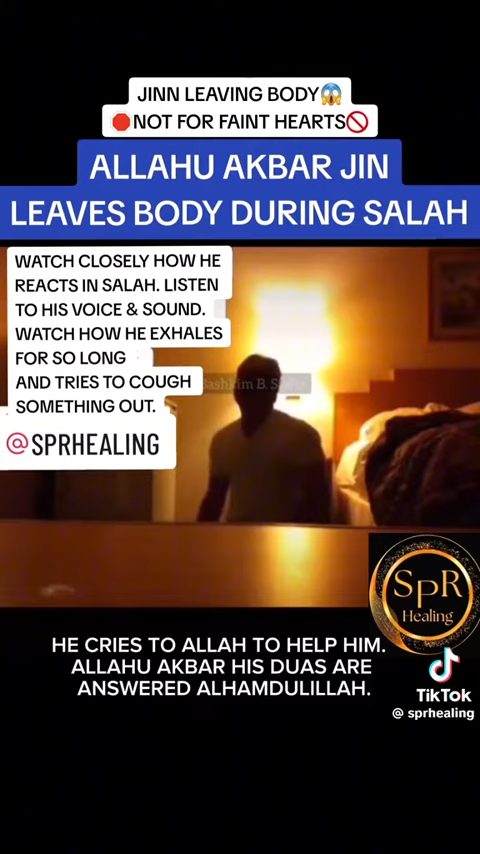 JINN LEAVING BODY😱
🛑NOT FOR FAINT HEARTS🚫
ALLAHU AKBAR JIN
LEAVES BODY DURING SALAH
WATCH CLOSELY HOW HE
REACTS IN SALAH. LISTEN
TO HIS VOICE & SOUND.
WATCH HOW HE EXHALES
FOR SO LONG
AND TRIES TO COUGH
SOMETHING OUT.
@SPRHEALING
Bashkim B.
SpR
Healing
HE CRIES TO ALLAH TO HELP HIM.
ALLAHU AKBAR HIS DUAS ARE
ANSWERED ALHAMDULILLAH.
TikTok
@ sprhealing